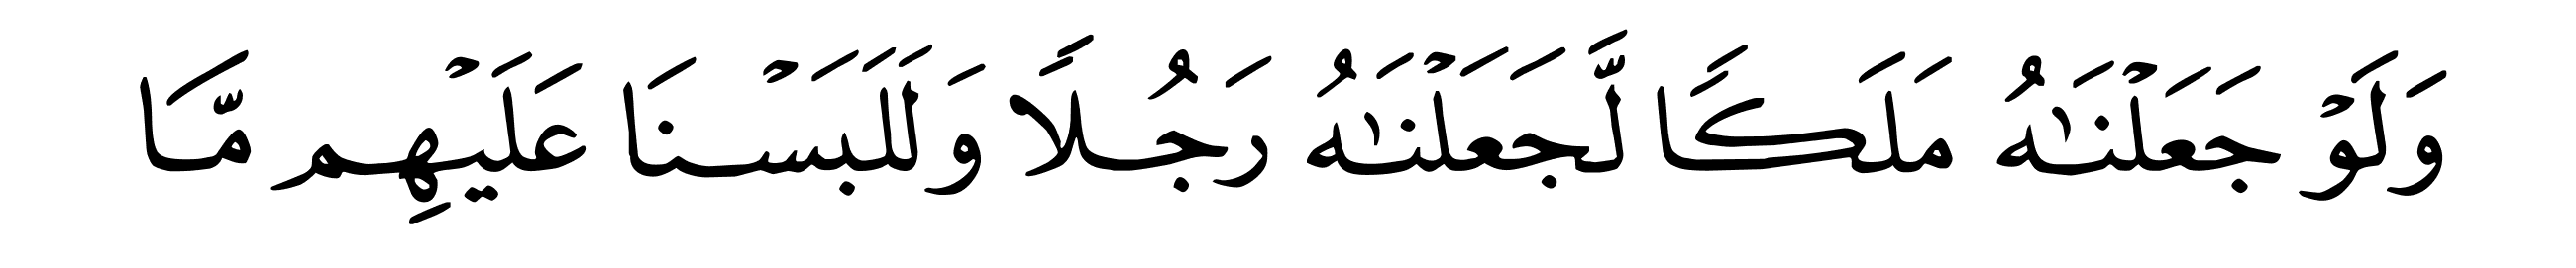 وَلَوْ جَعَلْنَٰهُ مَلَكًا لَّجَعَلْنَٰهُ رَجُلًا وَلَلَبَسْنَا عَلَيْهِم مَّا